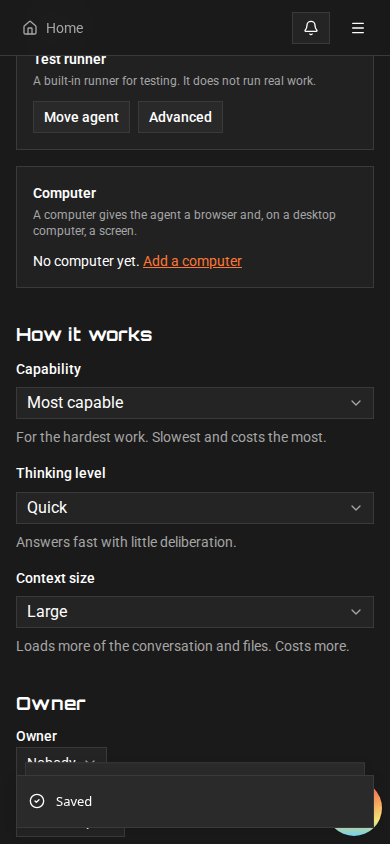 Home
Test runner
A built-in runner for testing. It does not run real work.
Move agent
Advanced
Computer
A computer gives the agent a browser and, on a desktop
computer, a screen.
No computer yet. Add a computer
How it works
Capability
Most capable
For the hardest work. Slowest and costs the most.
Thinking level
Quick
Answers fast with little deliberation.
Context size
Large
Loads more of the conversation and files. Costs more.
Owner
Owner
Nobody
Saved